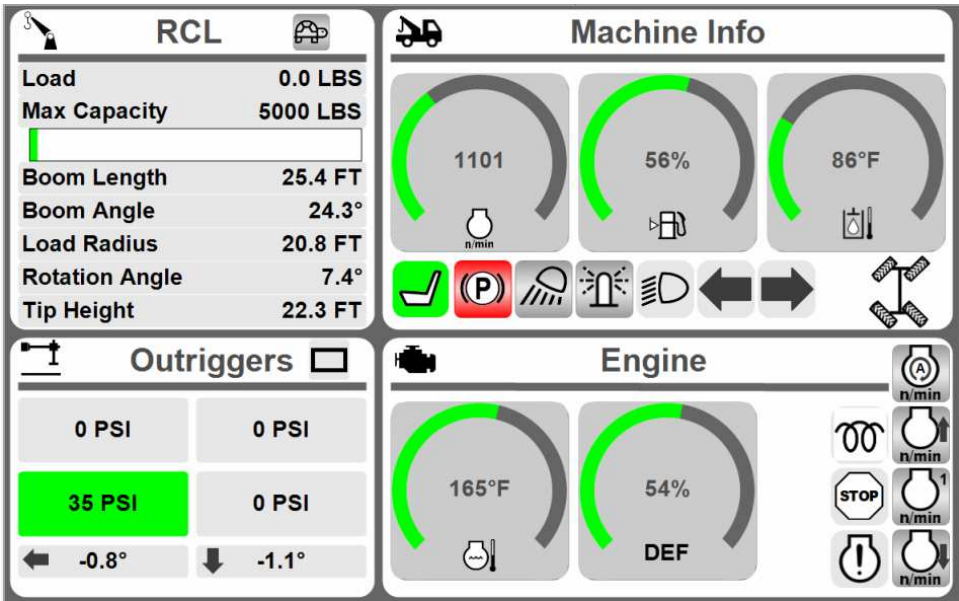 RCL
Load 0.0 LBS
Max Capacity 5000 LBS
Boom Length 25.4 FT
Boom Angle 24.3°
Load Radius 20.8 FT
Rotation Angle 7.4°
Tip Height 22.3 FT
Machine Info
1101 56% 86°F
n/min
(P)
Outriggers
0 PSI 0 PSI
35 PSI 0 PSI
-0.8° -1.1°
Engine
165°F 54%
DEF
A
n/min
n/min
STOP
1
n/min
!
n/min